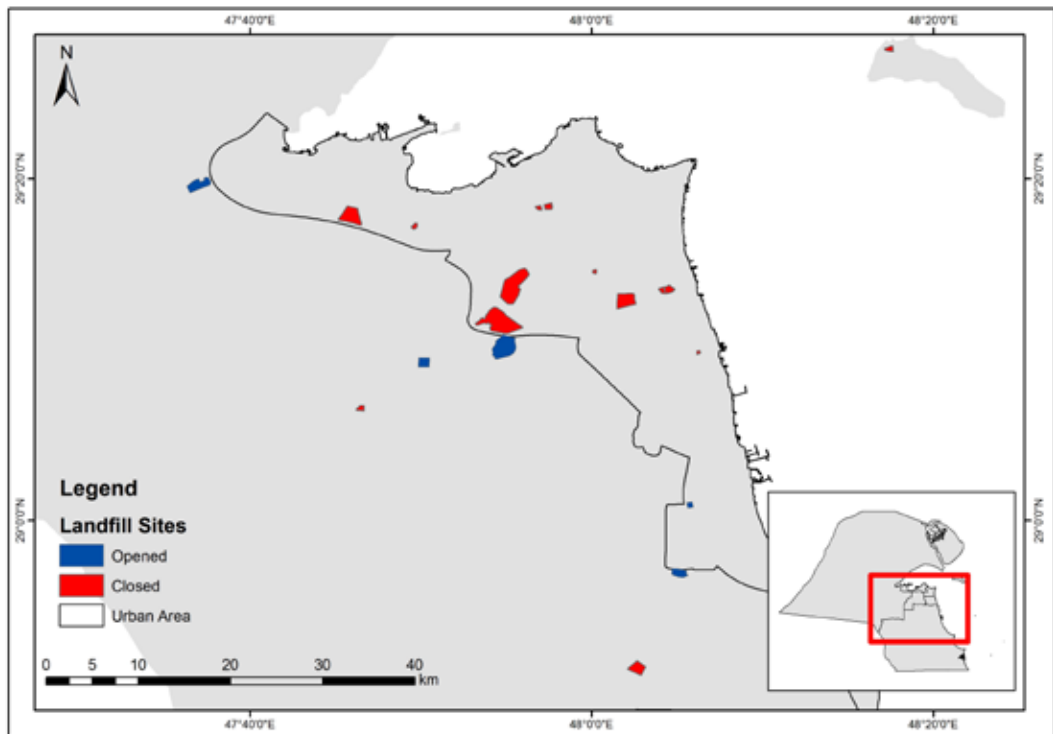 47°40'0"E 48°0'0"E 48°20'0"E
N
29°20'0"N 29°20'0"N
29°0'0"N 29°0'0"N
Legend
Landfill Sites
Opened
Closed
Urban Area
0 5 10 20 30 40
km
47°40'0"E 48°0'0"E 48°20'0"E